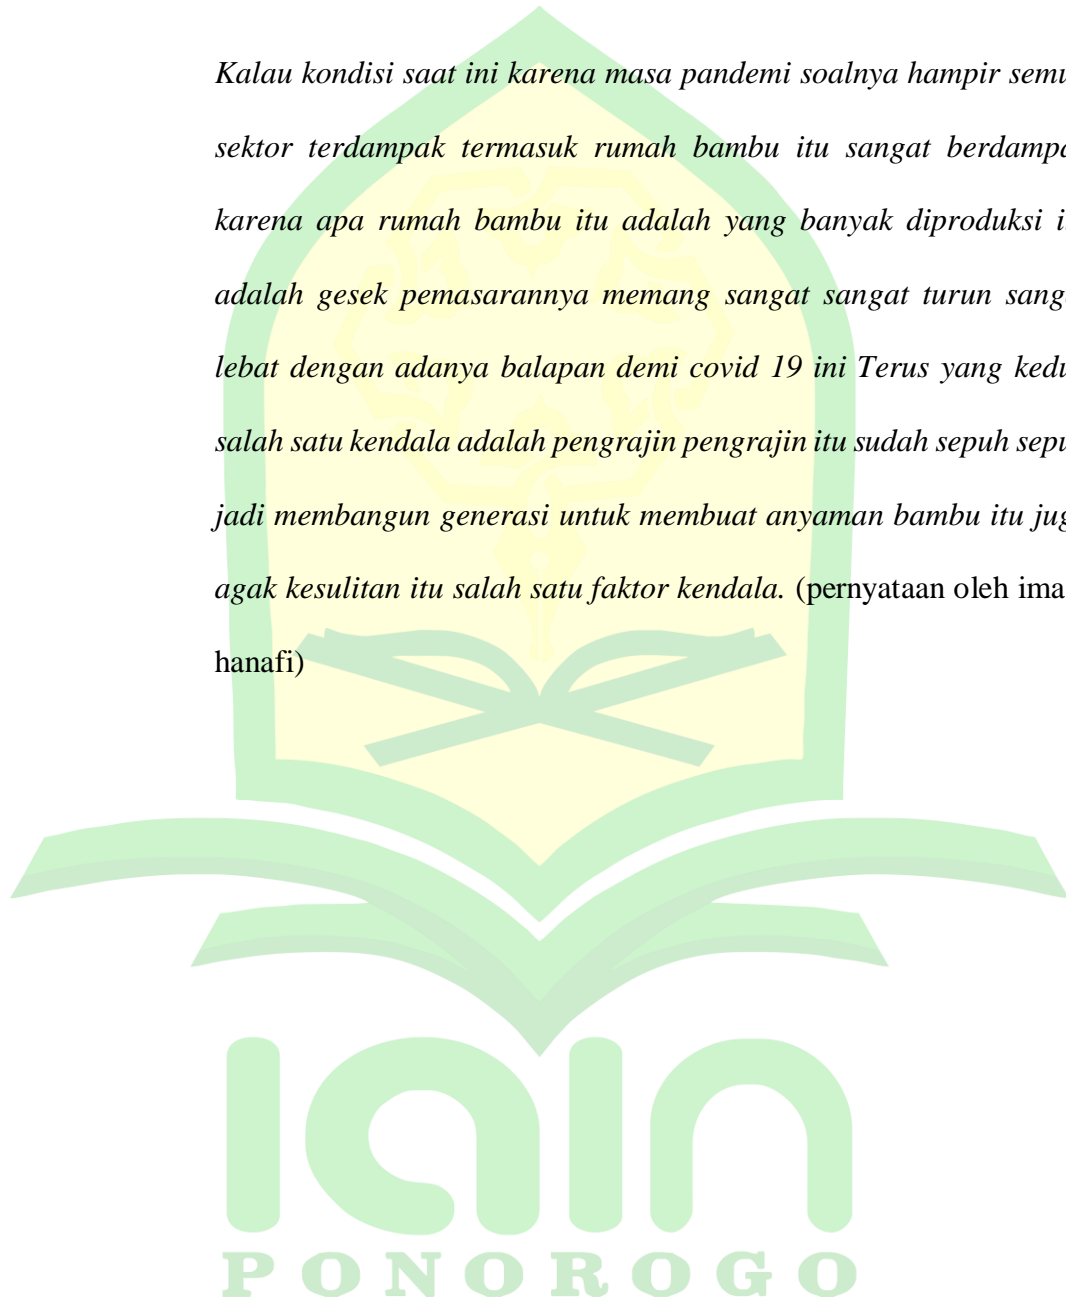 Kalau kondisi saat ini karena masa pandemi soalnya hampir semu
sektor terdampak termasuk rumah bambu itu sangat berdampa
karena apa rumah bambu itu adalah yang banyak diproduksi it
adalah gesek pemasarannya memang sangat sangat turun sang
lebat dengan adanya balapan demi covid 19 ini Terus yang kedu
salah satu kendala adalah pengrajin pengrajin itu sudah sepuh sepu
jadi membangun generasi untuk membuat anyaman bambu itu jug
agak kesulitan itu salah satu faktor kendala. (pernyataan oleh ima
hanafi)
iain
PONOROGO